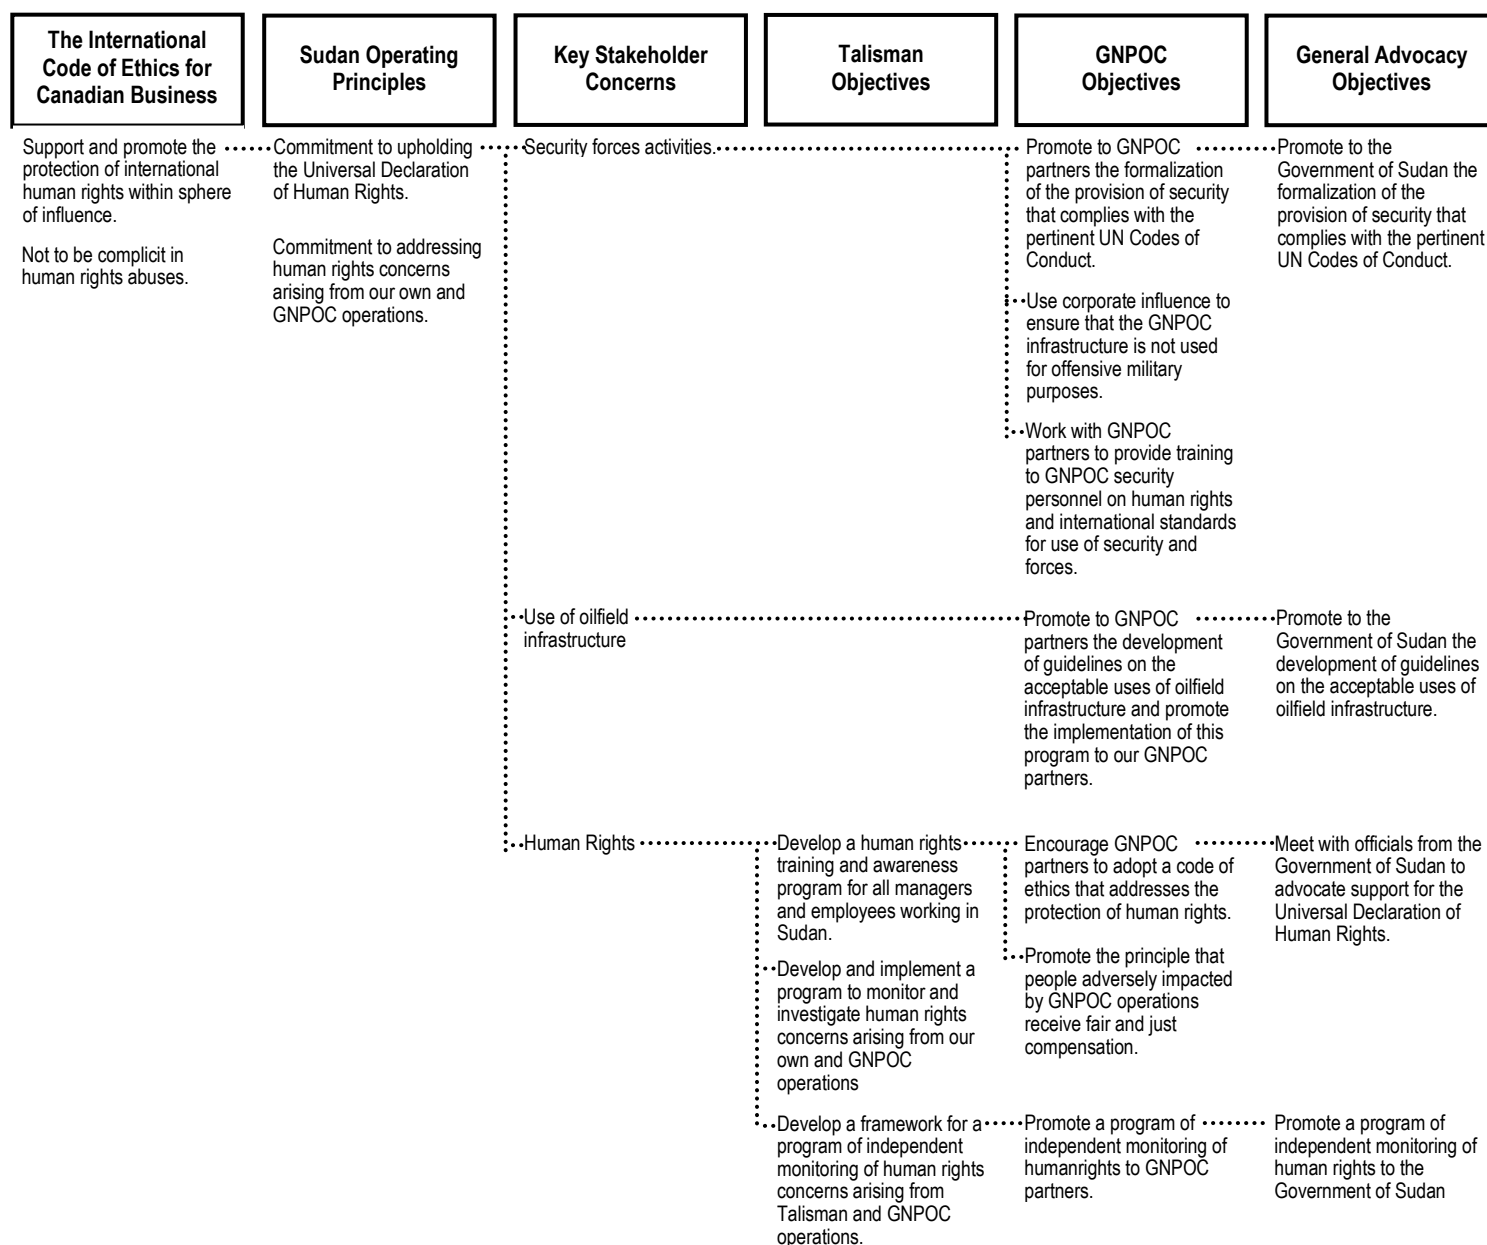 The International
Code of Ethics for
Canadian Business
Sudan Operating
Principles
Key Stakeholder
Concerns
Talisman
Objectives
GNPOC
Objectives
General Advocacy
Objectives
Support and promote the
protection of international
human rights within sphere
of influence.
Not to be complicit in
human rights abuses.
Commitment to upholding
the Universal Declaration
of Human Rights.
Commitment to addressing
human rights concerns
arising from our own and
GNPOC operations.
Security forces activities.
Promote to GNPOC
partners the formalization
of the provision of security
that complies with the
pertinent UN Codes of
Conduct.
Promote to the
Government of Sudan the
formalization of the
provision of security that
complies with the pertinent
UN Codes of Conduct.
Use corporate influence to
ensure that the GNPOC
infrastructure is not used
for offensive military
purposes.
Work with GNPOC
partners to provide training
to GNPOC security
personnel on human rights
and international standards
for use of security and
forces.
Use of oilfield
infrastructure
Promote to GNPOC
partners the development
of guidelines on the
acceptable uses of oilfield
infrastructure and promote
the implementation of this
program to our GNPOC
partners.
Promote to the
Government of Sudan the
development of guidelines
on the acceptable uses of
oilfield infrastructure.
Human Rights
Develop a human rights
training and awareness
program for all managers
and employees working in
Sudan.
Encourage GNPOC
partners to adopt a code of
ethics that addresses the
protection of human rights.
Meet with officials from the
Government of Sudan to
advocate support for the
Universal Declaration of
Human Rights.
Develop and implement a
program to monitor and
investigate human rights
concerns arising from our
own and GNPOC
operations
Promote the principle that
people adversely impacted
by GNPOC operations
receive fair and just
compensation.
Develop a framework for a
program of independent
monitoring of human rights
concerns arising from
Talisman and GNPOC
operations.
Promote a program of
independent monitoring of
humanrights to GNPOC
partners.
Promote a program of
independent monitoring of
human rights to the
Government of Sudan